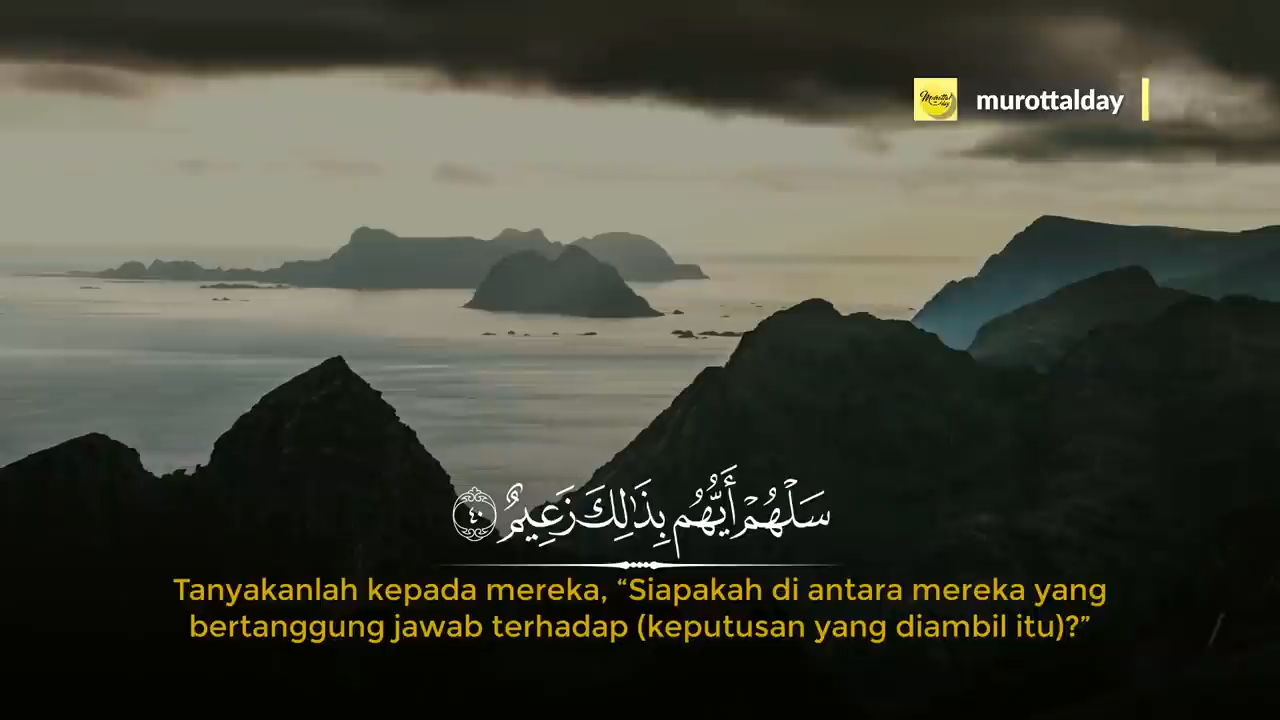 murottalday
سَلْهُمْ أَيُّهُم بِذَٰلِكَ زَعِيمٌ ٤٠
Tanyakanlah kepada mereka, “Siapakah di antara mereka yang
bertanggung jawab terhadap (keputusan yang diambil itu)?”